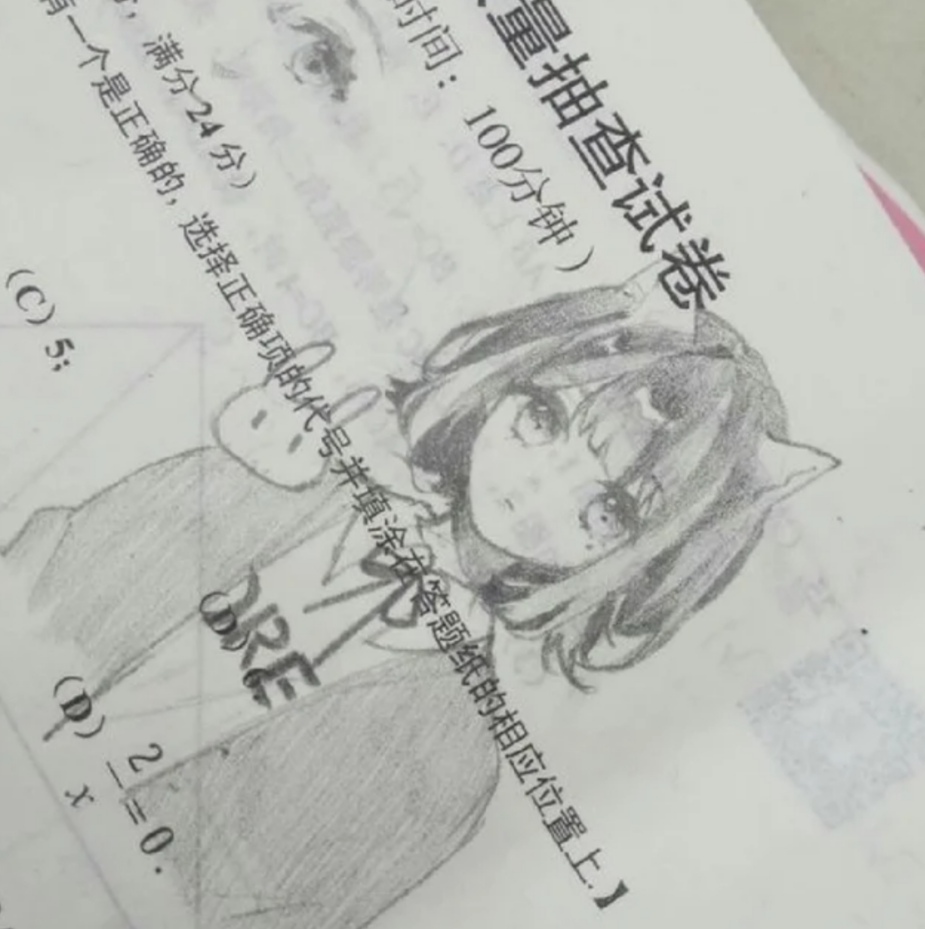 量抽查试卷
时间：100分钟）
满分24分）
有一个是正确的，选择正确项的代号并填涂在答题纸的相应位置上.】
(C) 5;
(D) 6.
(D) 2/x =0.
ORE